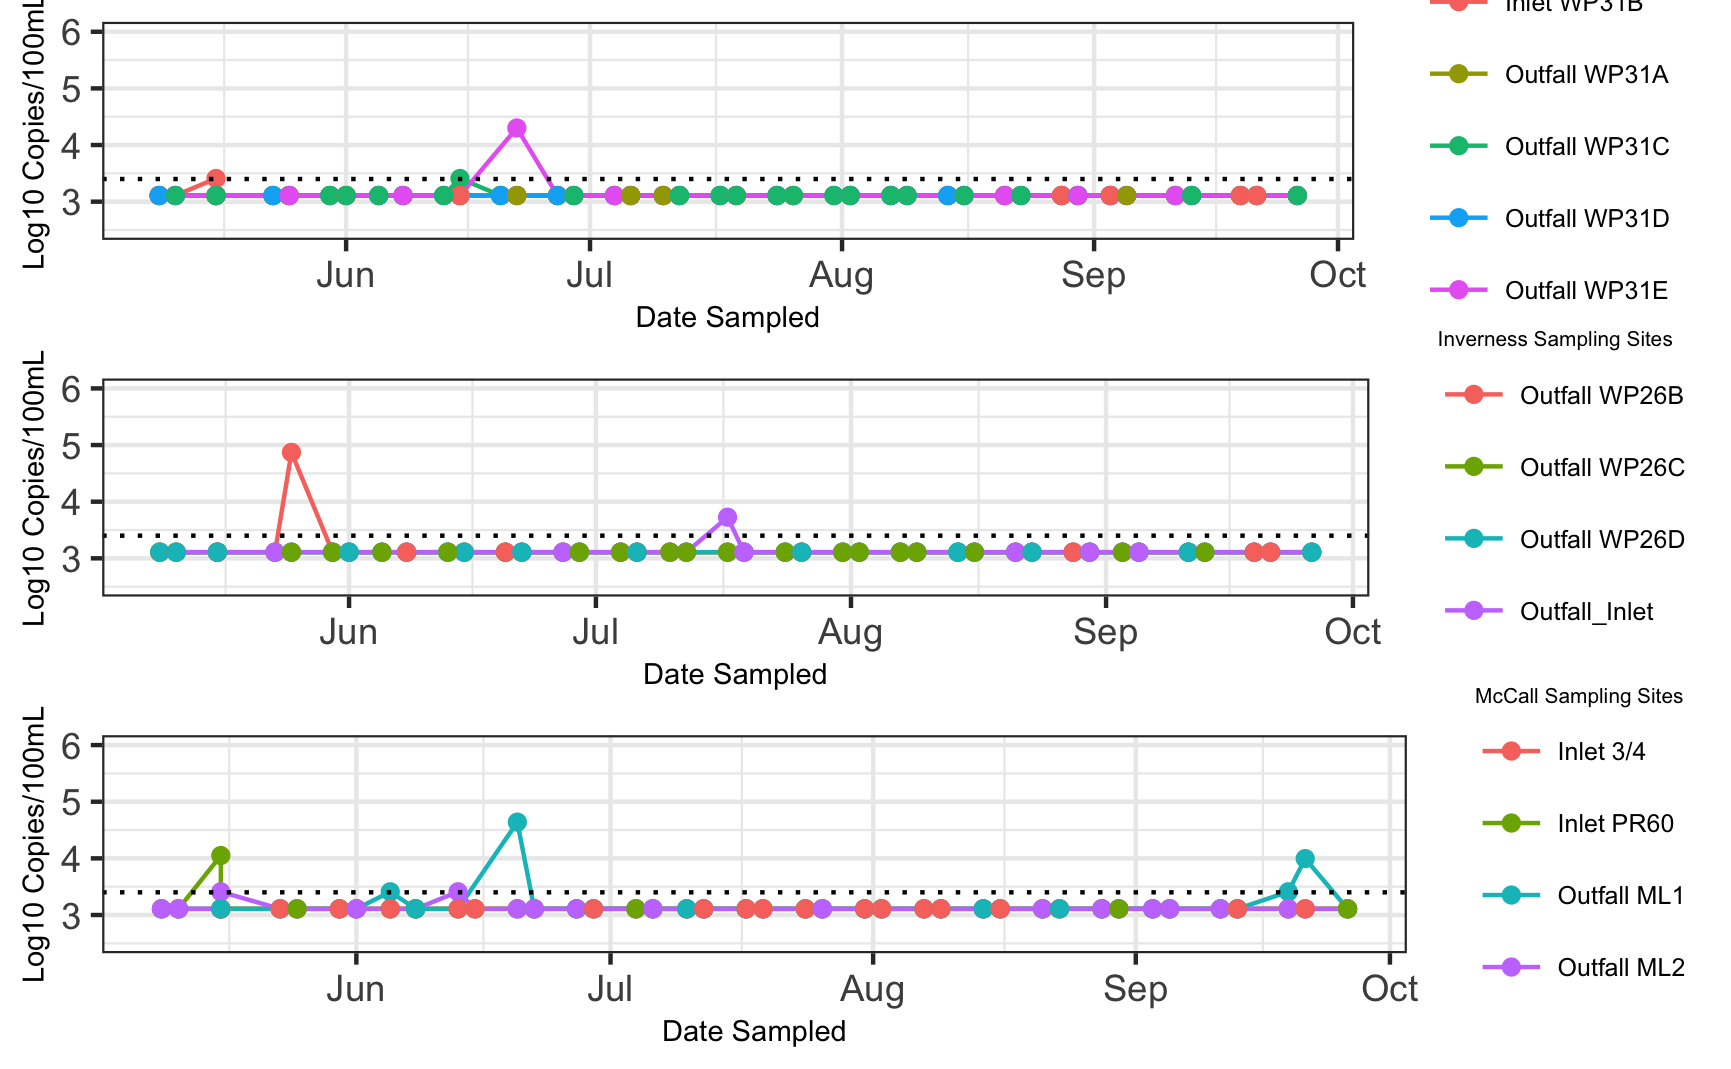 Inlet WP31B
Log10 Copies/100mL
6
5
4
3
Outfall WP31A
Outfall WP31C
Outfall WP31D
Outfall WP31E
Jun Jul Aug Sep Oct
Date Sampled
Inverness Sampling Sites
Log10 Copies/100mL
6
5
4
3
Outfall WP26B
Outfall WP26C
Outfall WP26D
Outfall_Inlet
Jun Jul Aug Sep Oct
Date Sampled
McCall Sampling Sites
Log10 Copies/100mL
6
5
4
3
Inlet 3/4
Inlet PR60
Outfall ML1
Outfall ML2
Jun Jul Aug Sep Oct
Date Sampled